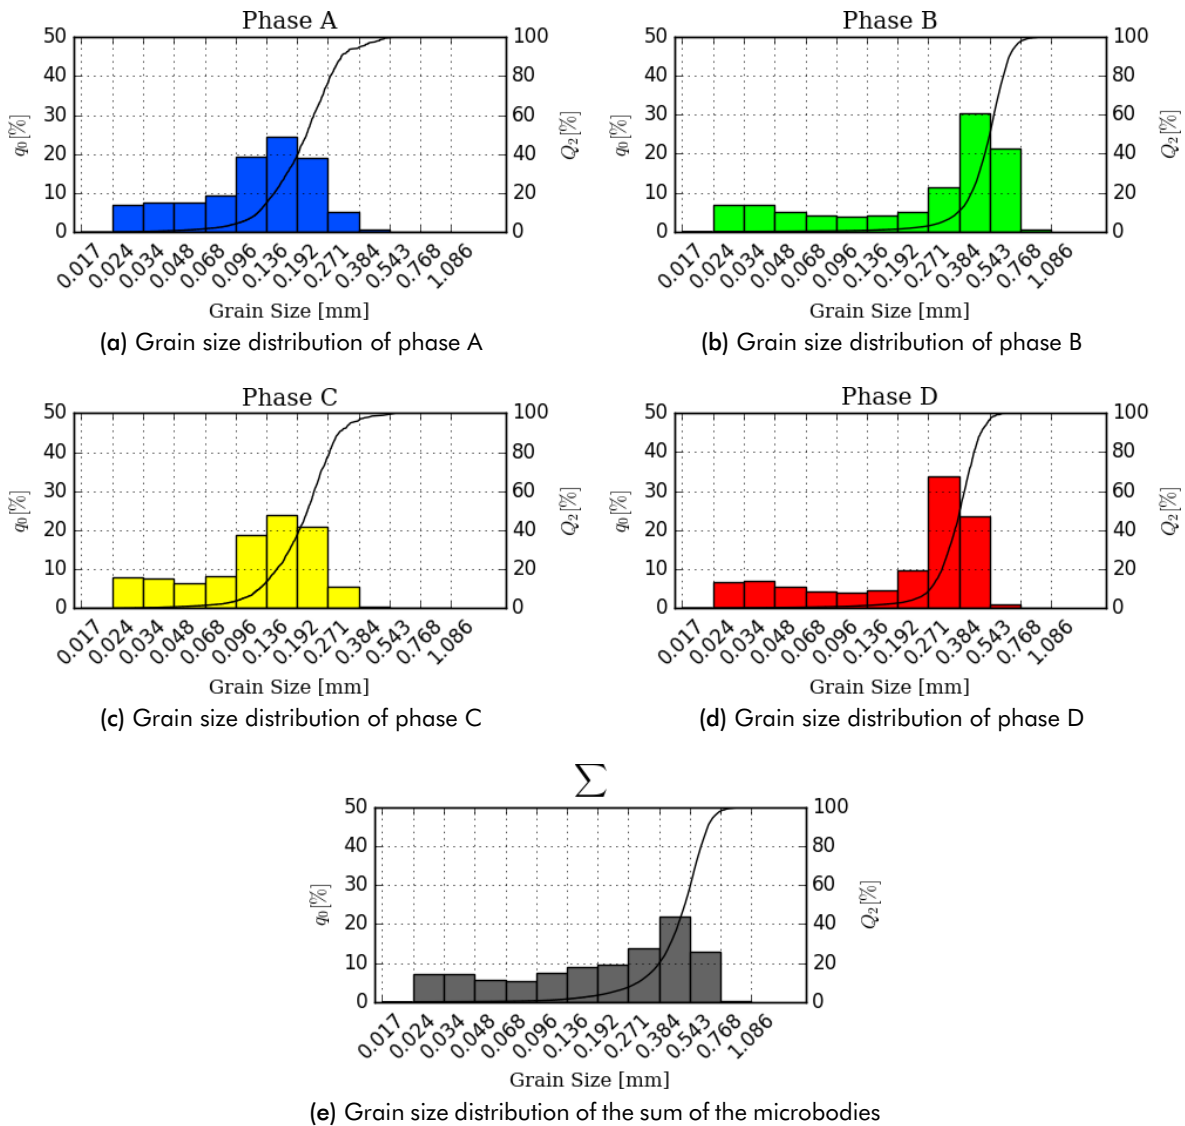 Phase A
50
40
30
20
10
0
q₀[%]
100
80
60
40
20
0
Q₂[%]
0.017 0.024 0.034 0.048 0.068 0.096 0.136 0.192 0.271 0.384 0.543 0.768 1.086
Grain Size [mm]
(a) Grain size distribution of phase A
Phase B
50
40
30
20
10
0
q₀[%]
100
80
60
40
20
0
Q₂[%]
0.017 0.024 0.034 0.048 0.068 0.096 0.136 0.192 0.271 0.384 0.543 0.768 1.086
Grain Size [mm]
(b) Grain size distribution of phase B
Phase C
50
40
30
20
10
0
q₀[%]
100
80
60
40
20
0
Q₂[%]
0.017 0.024 0.034 0.048 0.068 0.096 0.136 0.192 0.271 0.384 0.543 0.768 1.086
Grain Size [mm]
(c) Grain size distribution of phase C
Phase D
50
40
30
20
10
0
q₀[%]
100
80
60
40
20
0
Q₂[%]
0.017 0.024 0.034 0.048 0.068 0.096 0.136 0.192 0.271 0.384 0.543 0.768 1.086
Grain Size [mm]
(d) Grain size distribution of phase D
∑
50
40
30
20
10
0
q₀[%]
100
80
60
40
20
0
Q₂[%]
0.017 0.024 0.034 0.048 0.068 0.096 0.136 0.192 0.271 0.384 0.543 0.768 1.086
Grain Size [mm]
(e) Grain size distribution of the sum of the microbodies